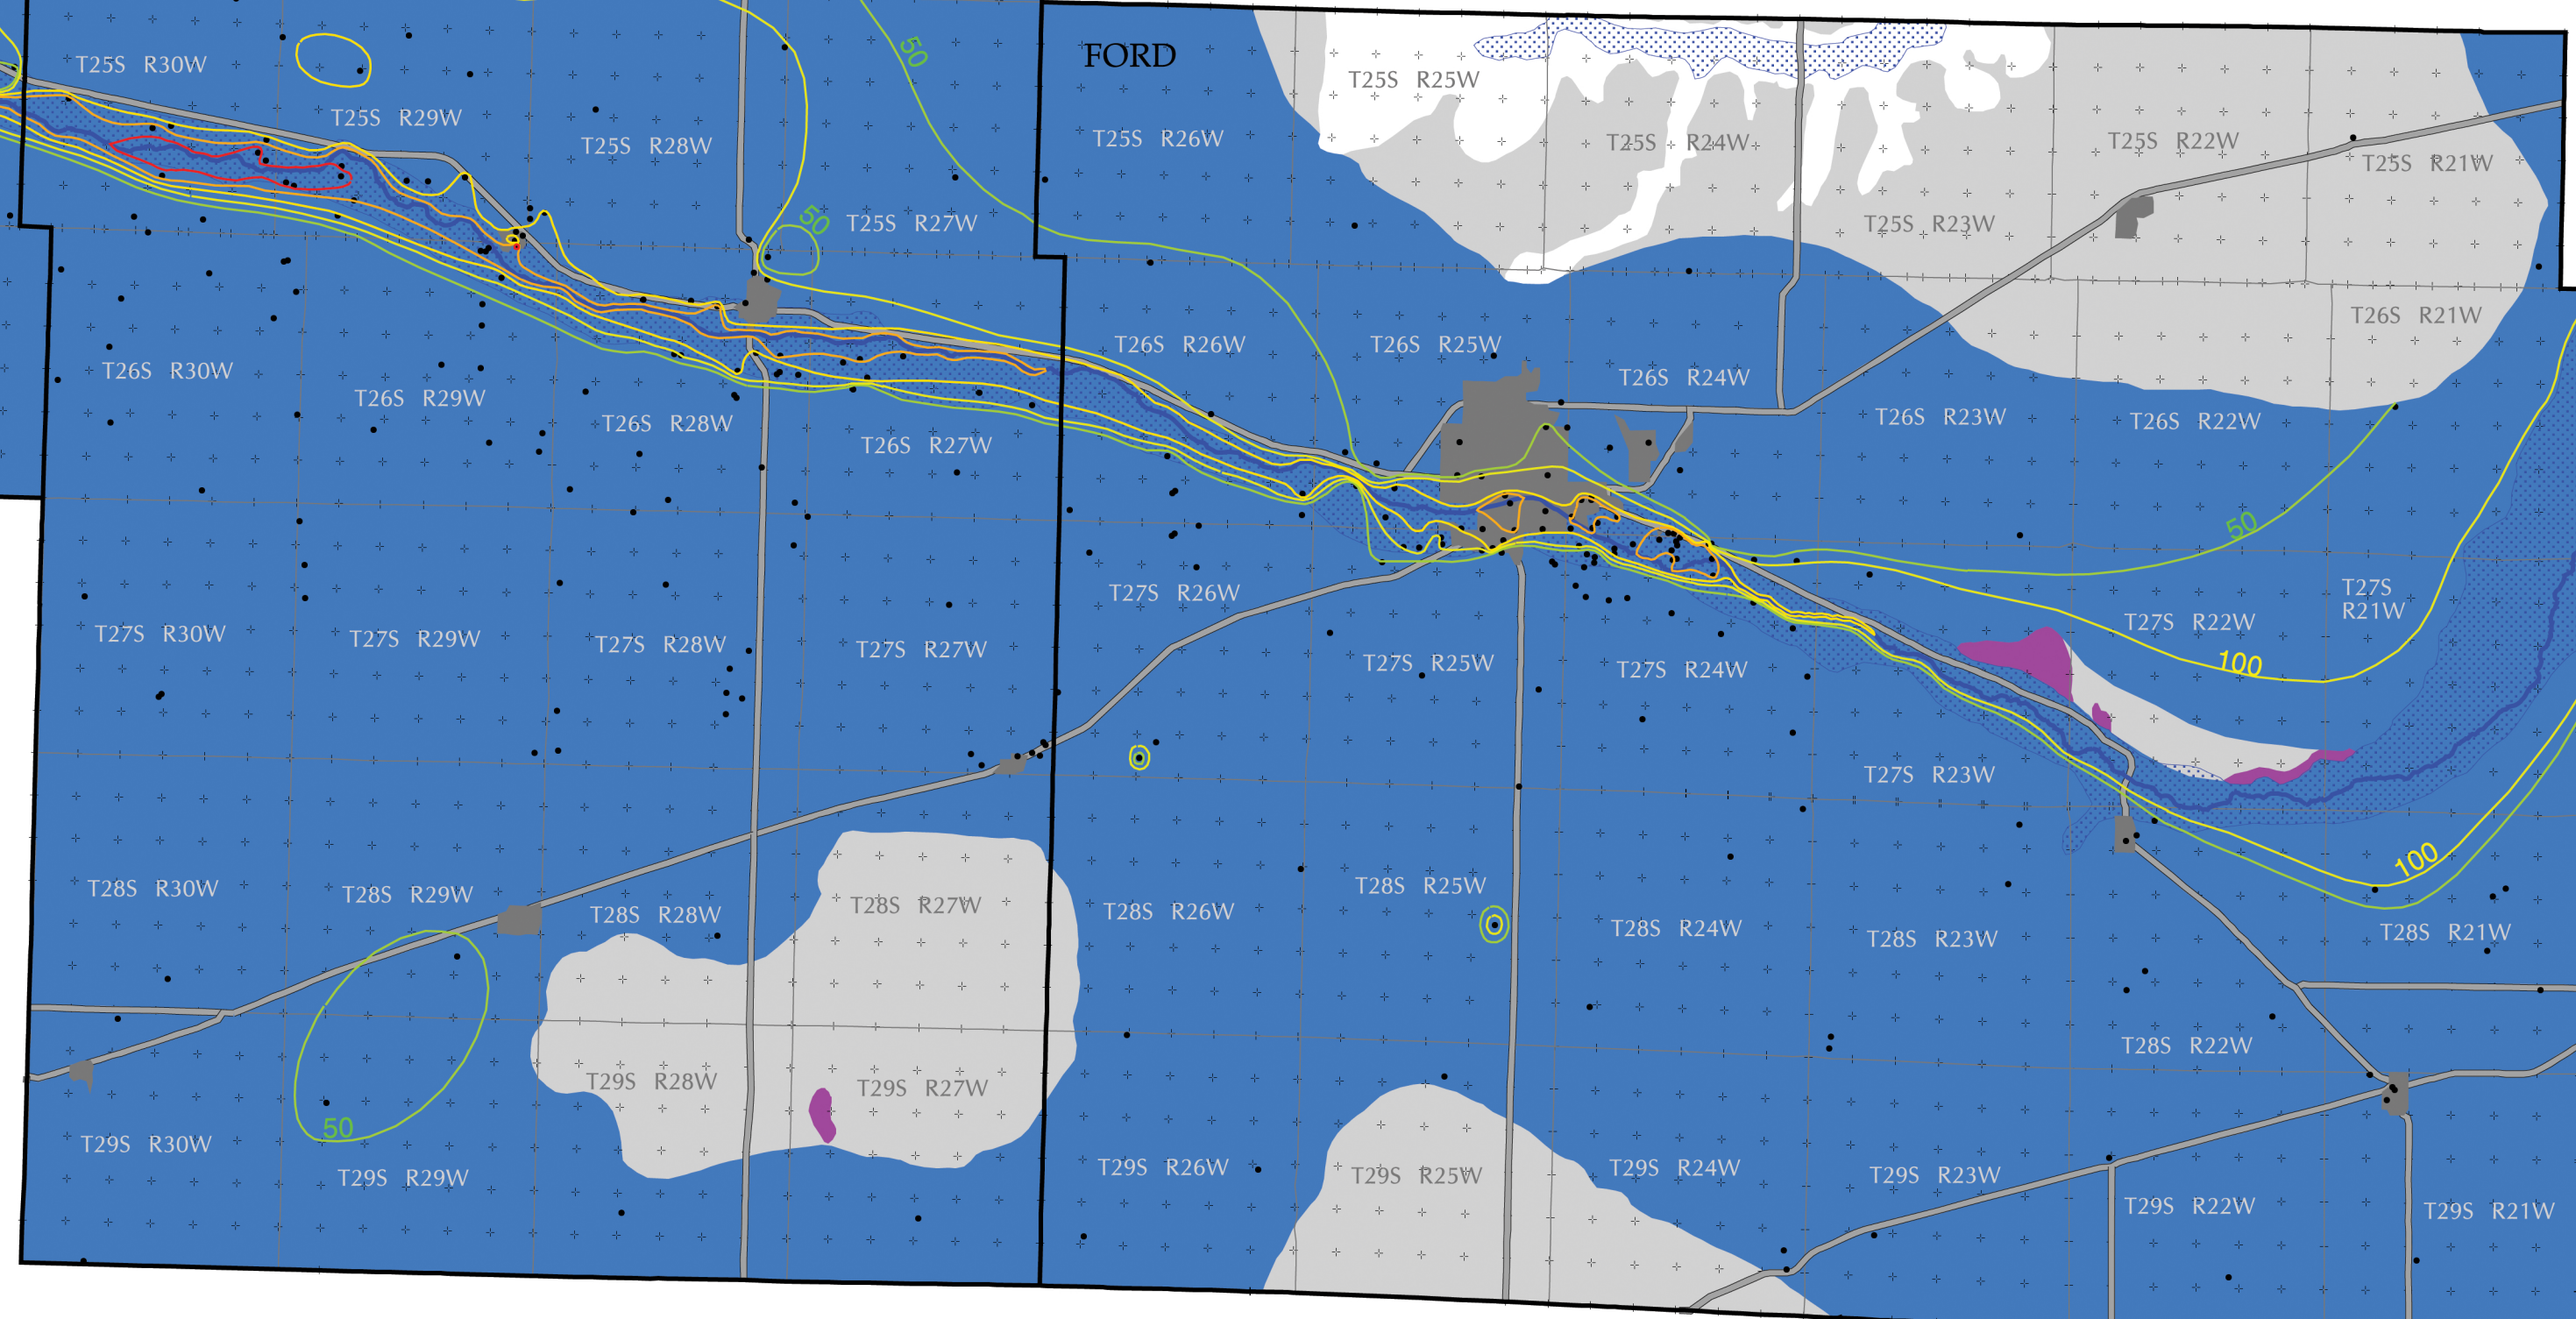 50
FORD
T25S R30W
T25S R25W
T25S R29W
T25S R26W
T25S R28W
T25S R24W
T25S R22W
T25S R21W
50
T25S R27W
T25S R23W
T26S R21W
T26S R26W
T26S R25W
T26S R30W
T26S R24W
T26S R29W
T26S R28W
T26S R23W
T26S R22W
T26S R27W
50
T27S R26W
T27S
R21W
T27S R30W
T27S R29W
T27S R28W
T27S R27W
T27S R25W
T27S R24W
T27S R22W
100
T27S R23W
100
T28S R30W
T28S R29W
T28S R28W
T28S R27W
T28S R26W
T28S R25W
T28S R24W
T28S R23W
T28S R21W
T28S R22W
T29S R28W
T29S R27W
50
T29S R30W
T29S R29W
T29S R26W
T29S R25W
T29S R24W
T29S R23W
T29S R22W
T29S R21W